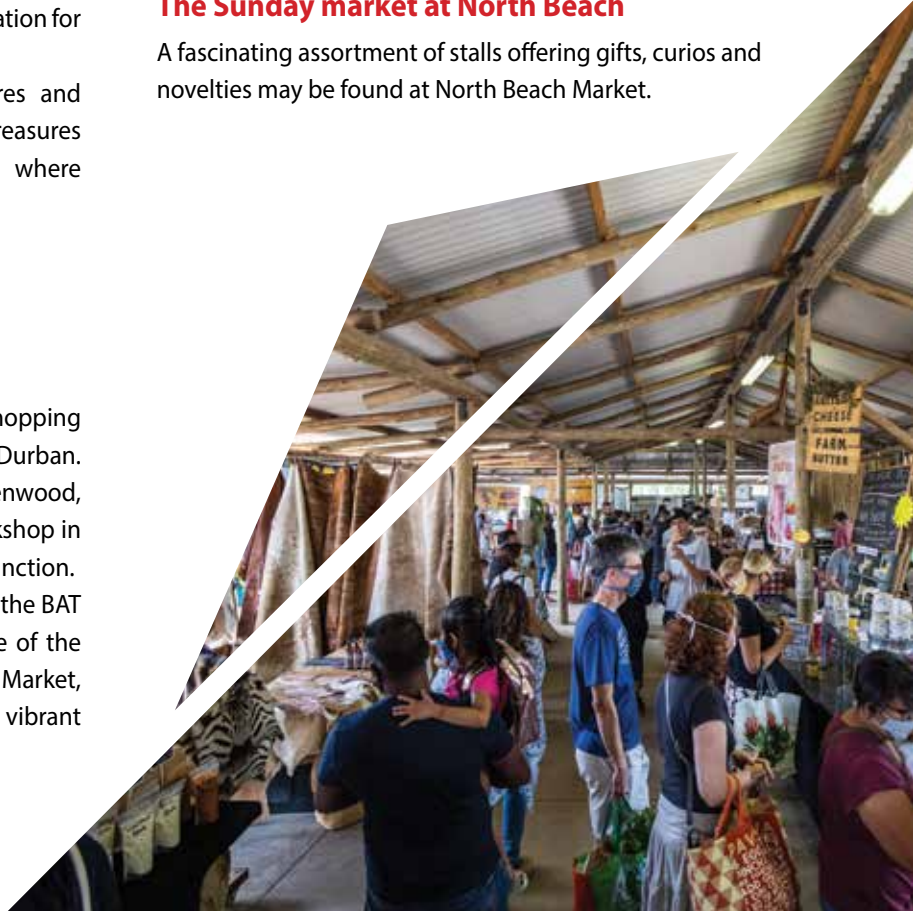 ation for
res and
reasures
where
hopping
Durban.
enwood,
kshop in
nction.
the BAT
e of the
Market,
vibrant
The Sunday market at North Beach
A fascinating assortment of stalls offering gifts, curios and
novelties may be found at North Beach Market.
CHEESE
FARM
BUTTER